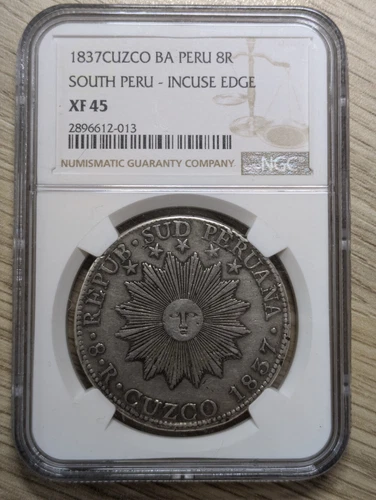 1837CUZCO BA PERU 8R
SOUTH PERU - INCUSE EDGE
XF 45
2896612-013
NUMISMATIC GUARANTY COMPANY
NGC
REPUB · SUD PERUANA
8 · R · CUZCO 1837 ·